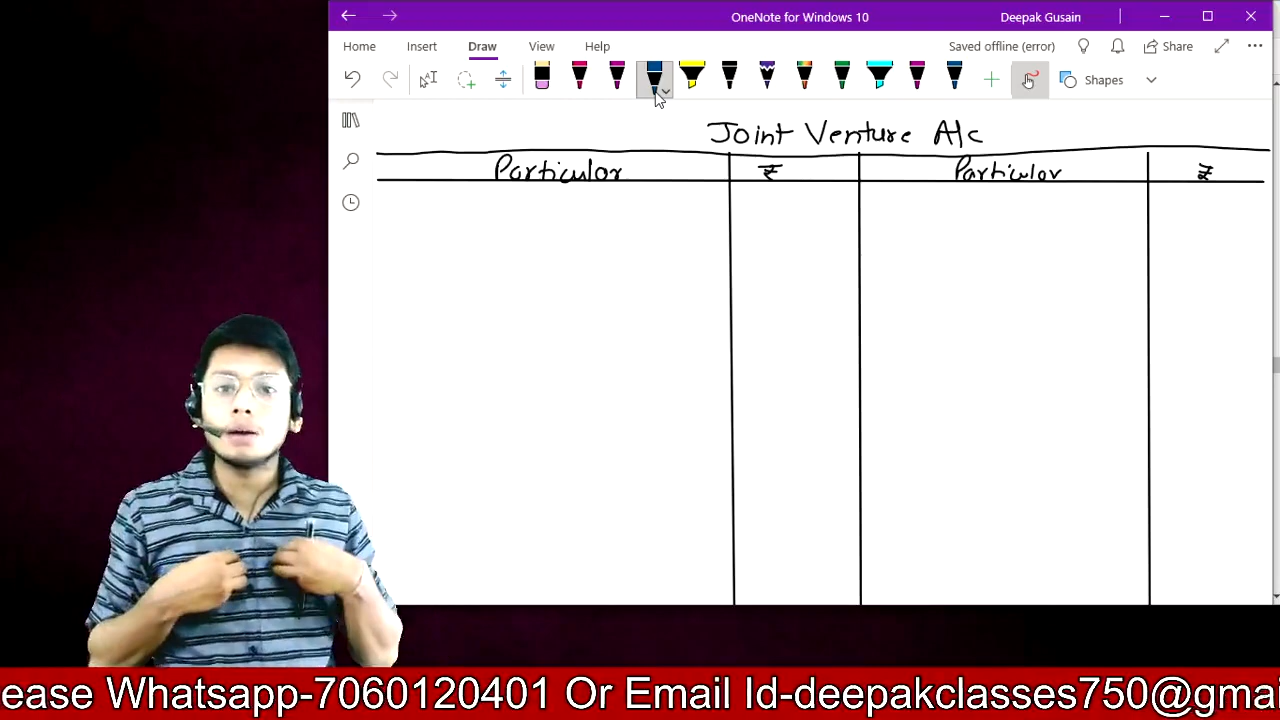 OneNote for Windows 10
Deepak Gusain
Home Insert Draw View Help
Saved offline (error)
Share
Shapes
Joint Venture A/c
Particular ₹ Particular ₹
ease Whatsapp-7060120401 Or Email Id-deepakclasses750@gmai